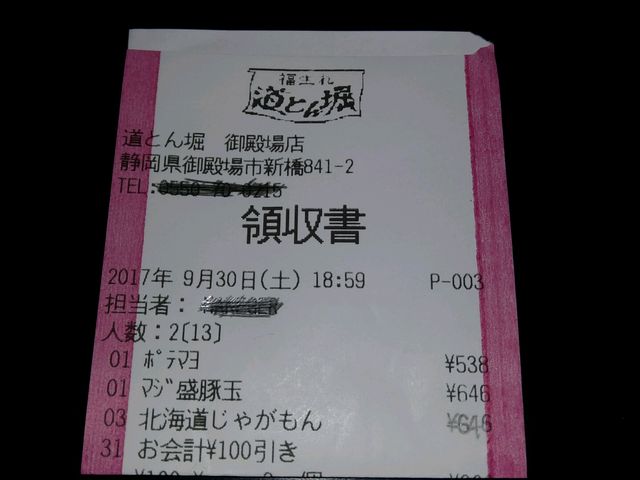 福生れ
道とん堀
道とん堀 御殿場店
静岡県御殿場市新橋841-2
TEL:
領収書
2017年 9月30日(土) 18:59 P-003
担当者:
人数:2[13]
01 ﾎﾟﾃﾏﾖ ¥538
01 ﾏｼﾞ盛豚玉 ¥646
03 北海道じゃがもん ¥646
31 お会計¥100引き